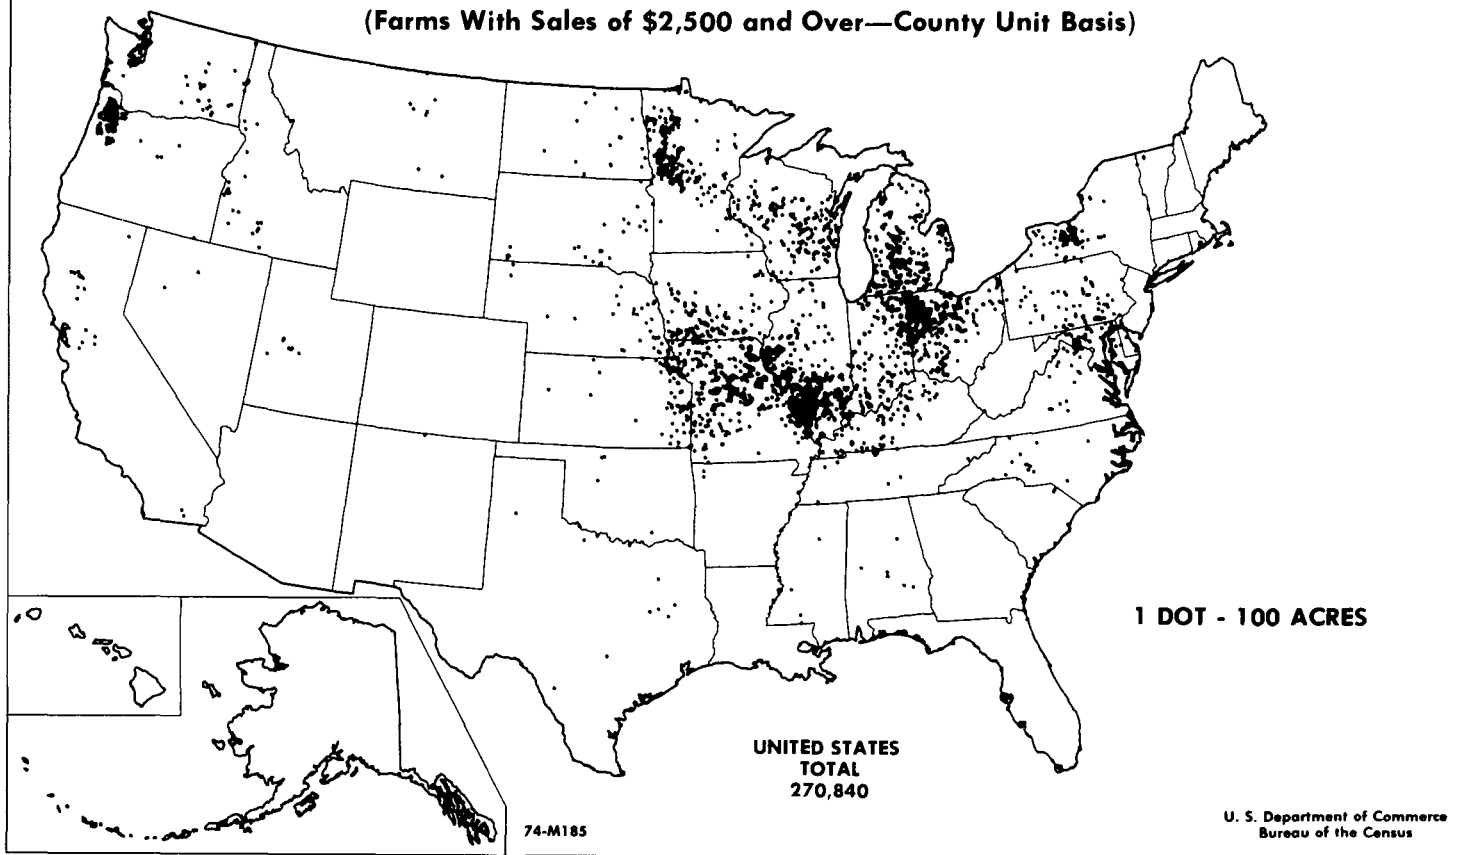 (Farms With Sales of $2,500 and Over—County Unit Basis)
1 DOT - 100 ACRES
UNITED STATES
TOTAL
270,840
74-M185
U. S. Department of Commerce
Bureau of the Census